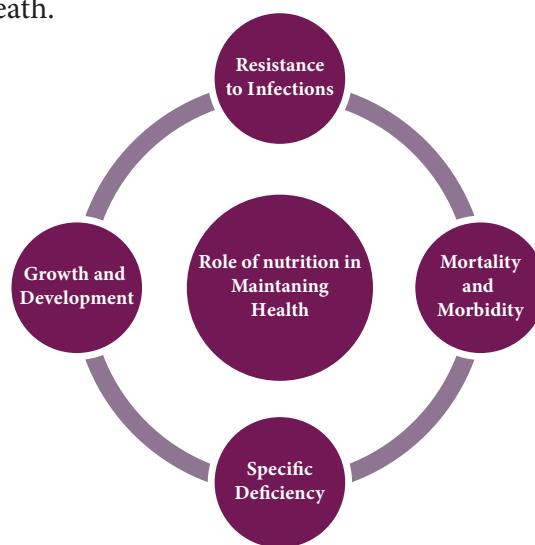 eath.
Resistance
to Infections
Growth and
Development
Role of nutrition in
Maintaning
Health
Mortality
and
Morbidity
Specific
Deficiency